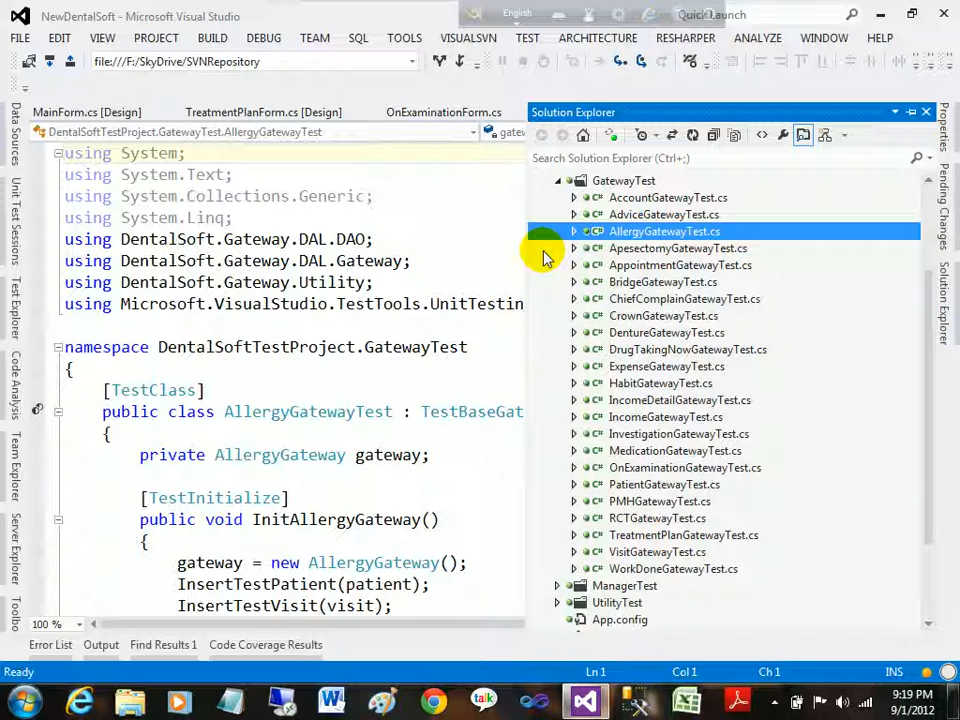 NewDentalSoft - Microsoft Visual Studio
English
Quick Launch
FILE EDIT VIEW PROJECT BUILD DEBUG TEAM SQL TOOLS VISUALSVN TEST ARCHITECTURE RESHARPER ANALYZE WINDOW HELP
file:///F:/SkyDrive/SVNRepository
MainForm.cs [Design] TreatmentPlanForm.cs [Design] OnExaminationForm.cs
DentalSoftTestProject.GatewayTest.AllergyGatewayTest
gatew
using System;
using System.Text;
using System.Collections.Generic;
using System.Linq;
using DentalSoft.Gateway.DAL.DAO;
using DentalSoft.Gateway.DAL.Gateway;
using DentalSoft.Gateway.Utility;
using Microsoft.VisualStudio.TestTools.UnitTestin
namespace DentalSoftTestProject.GatewayTest
{
[TestClass]
public class AllergyGatewayTest : TestBaseGat
{
private AllergyGateway gateway;
[TestInitialize]
public void InitAllergyGateway()
{
gateway = new AllergyGateway();
InsertTestPatient(patient);
InsertTestVisit(visit);
100 %
Solution Explorer
Search Solution Explorer (Ctrl+;)
GatewayTest
C# AccountGatewayTest.cs
C# AdviceGatewayTest.cs
C# AllergyGatewayTest.cs
C# ApesectomyGatewayTest.cs
C# AppointmentGatewayTest.cs
C# BridgeGatewayTest.cs
C# ChiefComplainGatewayTest.cs
C# CrownGatewayTest.cs
C# DentureGatewayTest.cs
C# DrugTakingNowGatewayTest.cs
C# ExpenseGatewayTest.cs
C# HabitGatewayTest.cs
C# IncomeDetailGatewayTest.cs
C# IncomeGatewayTest.cs
C# InvestigationGatewayTest.cs
C# MedicationGatewayTest.cs
C# OnExaminationGatewayTest.cs
C# PatientGatewayTest.cs
C# PMHGatewayTest.cs
C# RCTGatewayTest.cs
C# TreatmentPlanGatewayTest.cs
C# VisitGatewayTest.cs
C# WorkDoneGatewayTest.cs
ManagerTest
UtilityTest
App.config
Data Sources
Unit Test Sessions
Test Explorer
Code Analysis
Team Explorer
Server Explorer
Toolbo
Properties
Pending Changes
Solution Explorer
Error List Output Find Results 1 Code Coverage Results
Ready Ln 1 Col 1 Ch 1 INS
talk
9:19 PM
9/1/2012